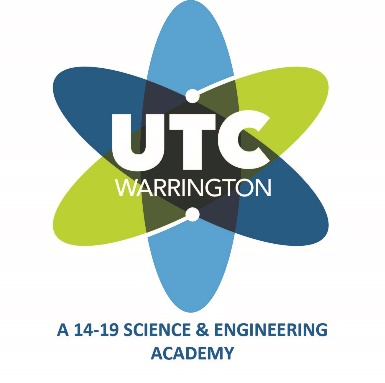 UTC
WARRINGTON
A 14-19 SCIENCE & ENGINEERING
ACADEMY